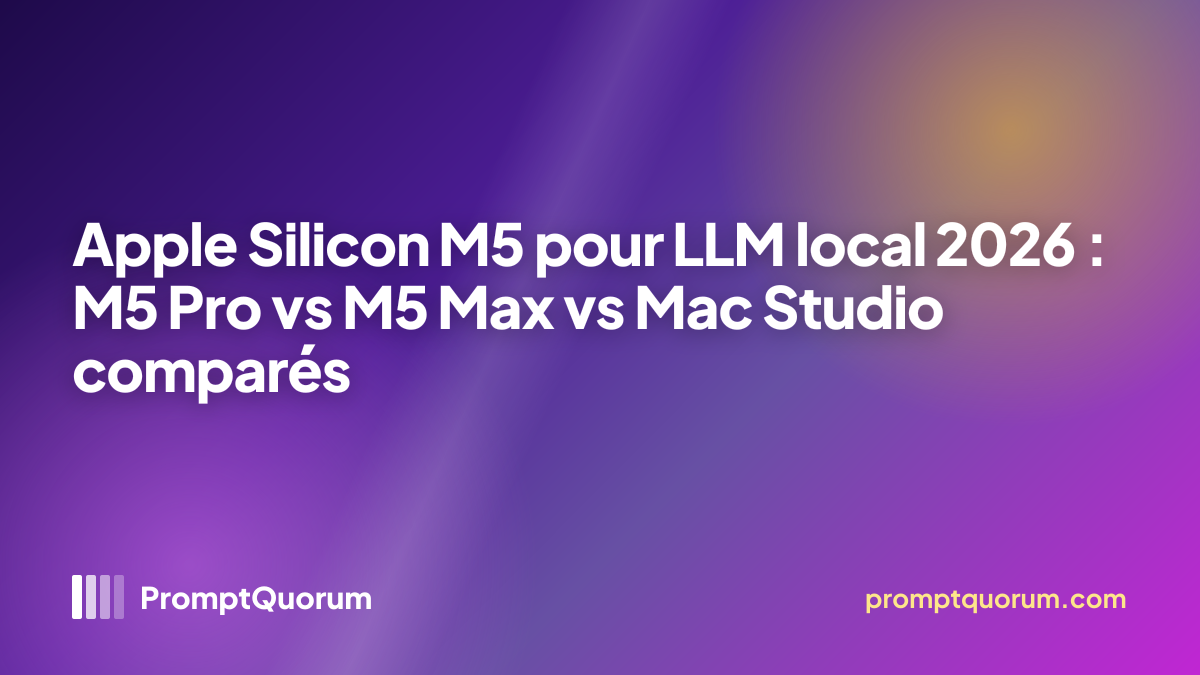 Apple Silicon M5 pour LLM local 2026 :
M5 Pro vs M5 Max vs Mac Studio
comparés
PromptQuorum
promptquorum.com